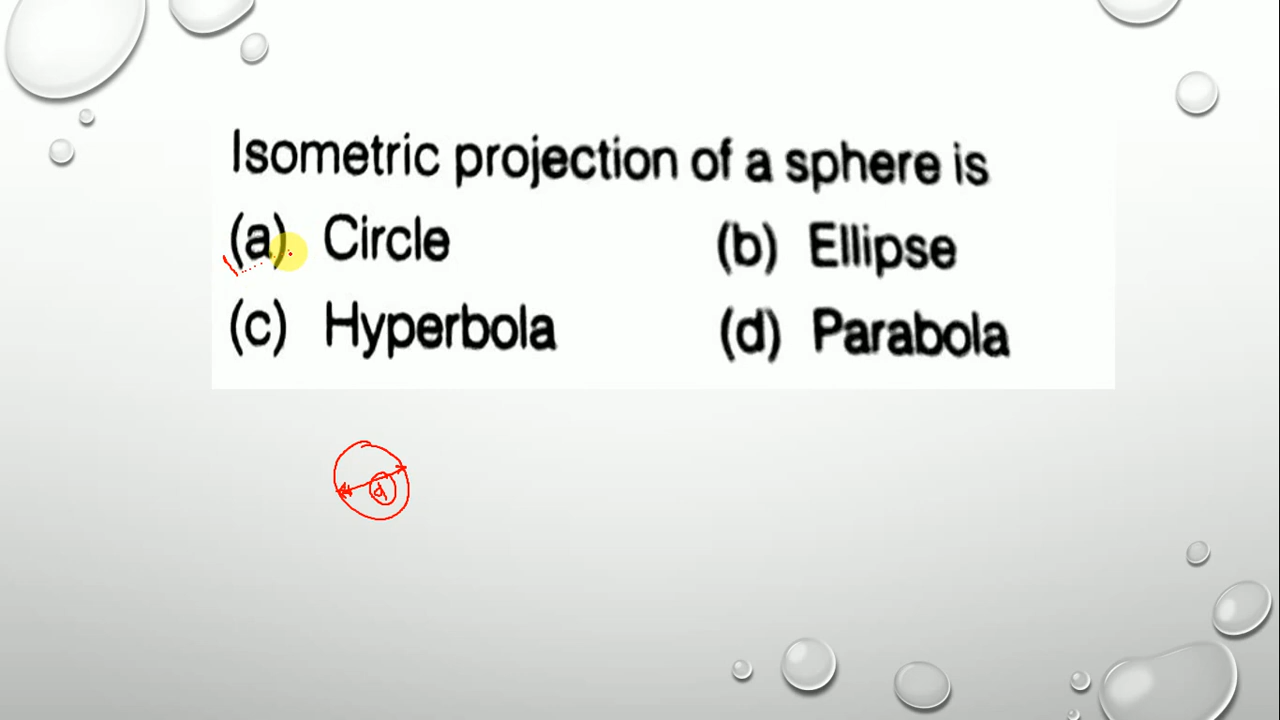 Isometric projection of a sphere is
(a) Circle (b) Ellipse
(c) Hyperbola (d) Parabola
d